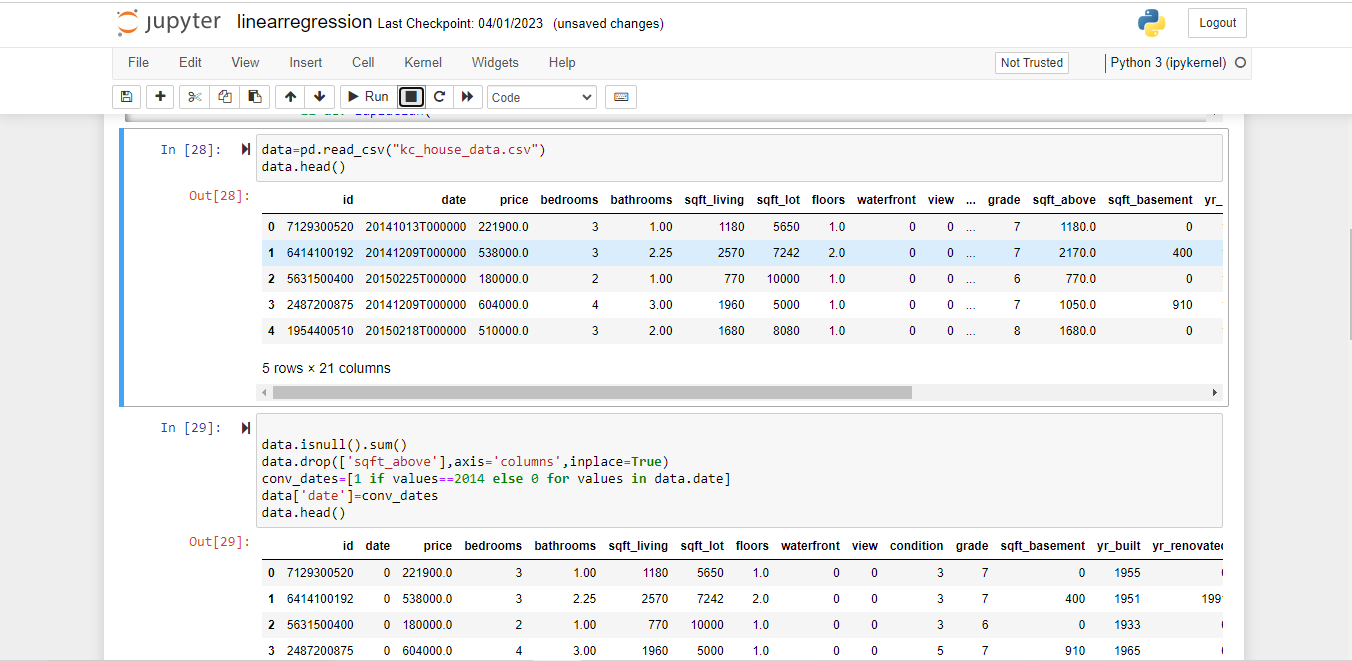 jupyter linearregression Last Checkpoint: 04/01/2023 (unsaved changes) Logout
File Edit View Insert Cell Kernel Widgets Help Not Trusted Python 3 (ipykernel)
Run Code
In [28]: data=pd.read_csv("kc_house_data.csv")
data.head()
Out[28]:
id date price bedrooms bathrooms sqft_living sqft_lot floors waterfront view ... grade sqft_above sqft_basement yr_
0 7129300520 20141013T000000 221900.0 3 1.00 1180 5650 1.0 0 0 ... 7 1180.0 0
1 6414100192 20141209T000000 538000.0 3 2.25 2570 7242 2.0 0 0 ... 7 2170.0 400
2 5631500400 20150225T000000 180000.0 2 1.00 770 10000 1.0 0 0 ... 6 770.0 0
3 2487200875 20141209T000000 604000.0 4 3.00 1960 5000 1.0 0 0 ... 7 1050.0 910
4 1954400510 20150218T000000 510000.0 3 2.00 1680 8080 1.0 0 0 ... 8 1680.0 0
5 rows × 21 columns
In [29]:
data.isnull().sum()
data.drop(['sqft_above'],axis='columns',inplace=True)
conv_dates=[1 if values==2014 else 0 for values in data.date]
data['date']=conv_dates
data.head()
Out[29]:
id date price bedrooms bathrooms sqft_living sqft_lot floors waterfront view condition grade sqft_basement yr_built yr_renovated
0 7129300520 0 221900.0 3 1.00 1180 5650 1.0 0 0 3 7 0 1955
1 6414100192 0 538000.0 3 2.25 2570 7242 2.0 0 0 3 7 400 1951 199
2 5631500400 0 180000.0 2 1.00 770 10000 1.0 0 0 3 6 0 1933
3 2487200875 0 604000.0 4 3.00 1960 5000 1.0 0 0 5 7 910 1965